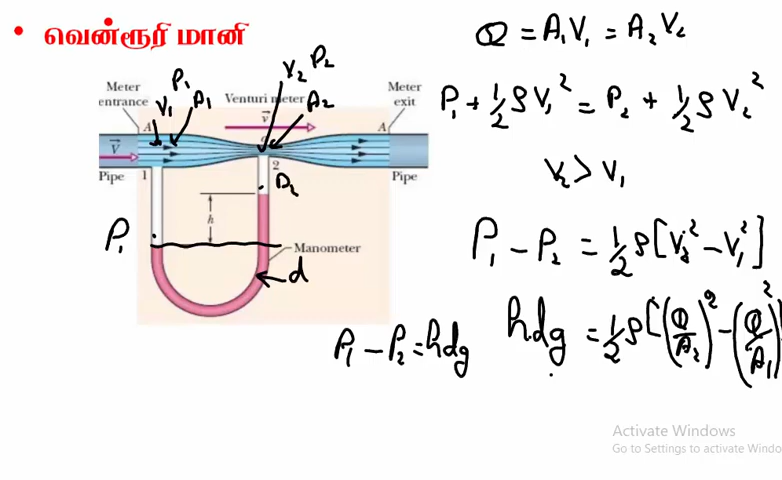 • வென்ரூரி மானி
Q = A₁V₁ = A₂V₂
P₁ + ½ρV₁² = P₂ + ½ρV₂²
V₂ > V₁
P₁ − P₂ = ½ρ[V₂² − V₁²]
P₁ − P₂ = hdg
hdg = ½ρ[(Q/A₂)² − (Q/A₁)²
Meter entrance
P₁
V₁
A₁
Venturi meter
v
V₂ P₂
A₂
Meter exit
A
A
V
Pipe
1
2
Pipe
P₂
h
P₁
Manometer
d
Activate Windows
Go to Settings to activate Windo